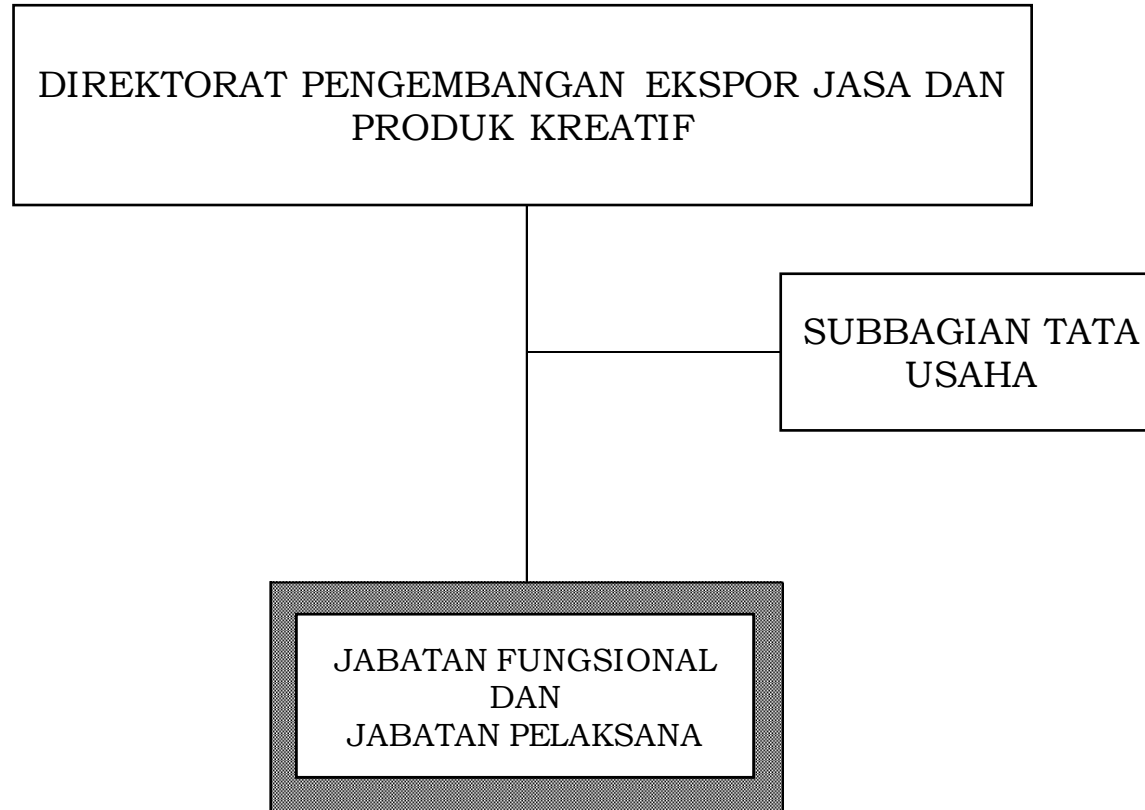 DIREKTORAT PENGEMBANGAN EKSPOR JASA DAN
PRODUK KREATIF
SUBBAGIAN TATA
USAHA
JABATAN FUNGSIONAL
DAN
JABATAN PELAKSANA